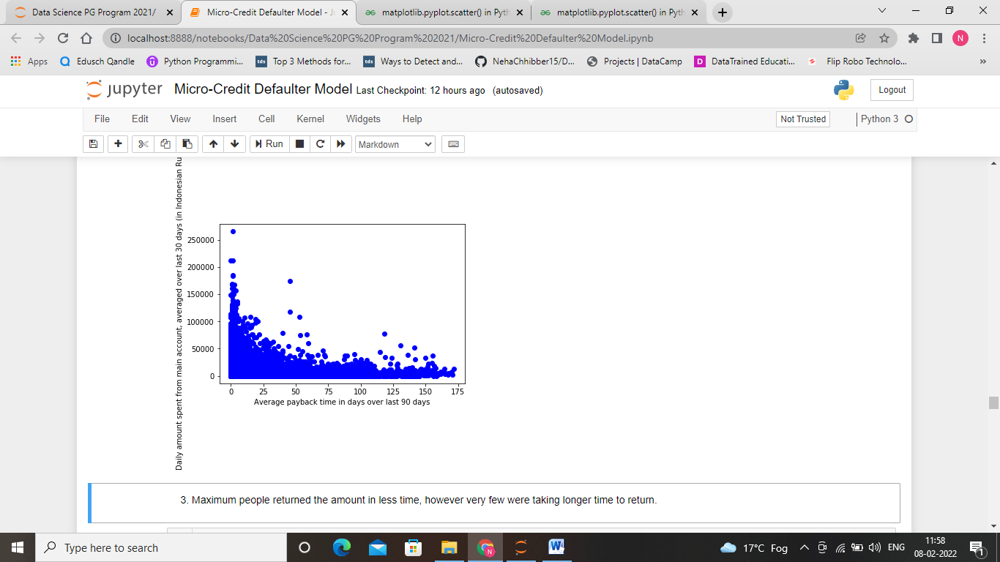 Data Science PG Program 2021/
Micro-Credit Defaulter Model - J
matplotlib.pyplot.scatter() in Pyth
matplotlib.pyplot.scatter() in Pyth
localhost:8888/notebooks/Data%20Science%20PG%20Program%202021/Micro-Credit%20Defaulter%20Model.ipynb
N
Apps
Edusch Qandle
Python Programmi...
tds
Top 3 Methods for...
tds
Ways to Detect and...
NehaChhibber15/D...
Projects | DataCamp
D
DataTrained Educati...
Flip Robo Technolo...
»
jupyter
Micro-Credit Defaulter Model Last Checkpoint: 12 hours ago (autosaved)
Logout
File Edit View Insert Cell Kernel Widgets Help
Not Trusted
Python 3
Run
Markdown
Daily amount spent from main account, averaged over last 30 days (in Indonesian Ru
250000
200000
150000
100000
50000
0
0 25 50 75 100 125 150 175
Average payback time in days over last 90 days
3. Maximum people returned the amount in less time, however very few were taking longer time to return.
Type here to search
N
W
17°C Fog
ENG
11:58
08-02-2022
1